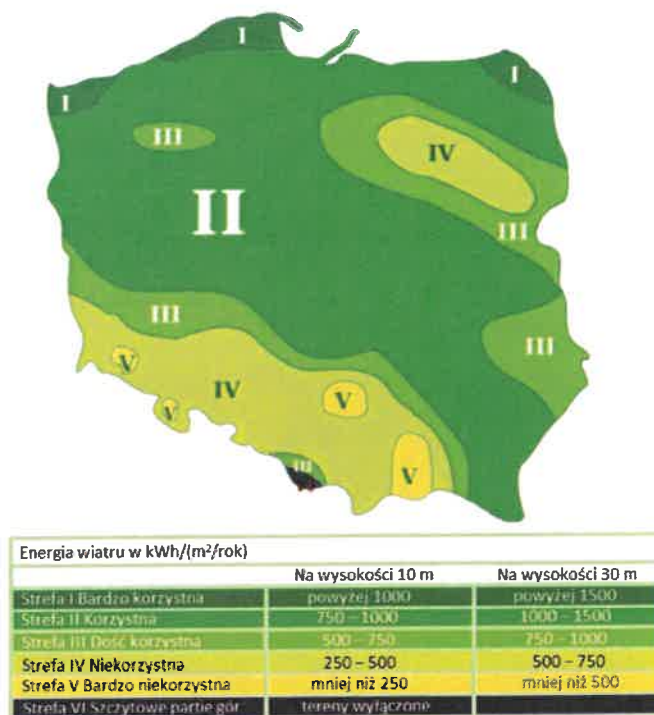 I
I
I
III
IV
II
III
III
III
V
IV
V
V
V
III
Energia wiatru w kWh/(m²/rok)
Na wysokości 10 m Na wysokości 30 m
Strefa I Bardzo korzystna powyżej 1000 powyżej 1500
Strefa II Korzystna 750 – 1000 1000 – 1500
Strefa III Dość korzystna 500 – 750 750 – 1000
Strefa IV Niekorzystna 250 – 500 500 – 750
Strefa V Bardzo niekorzystna mniej niż 250 mniej niż 500
Strefa VI Szczytowe partie gór tereny wyłączone